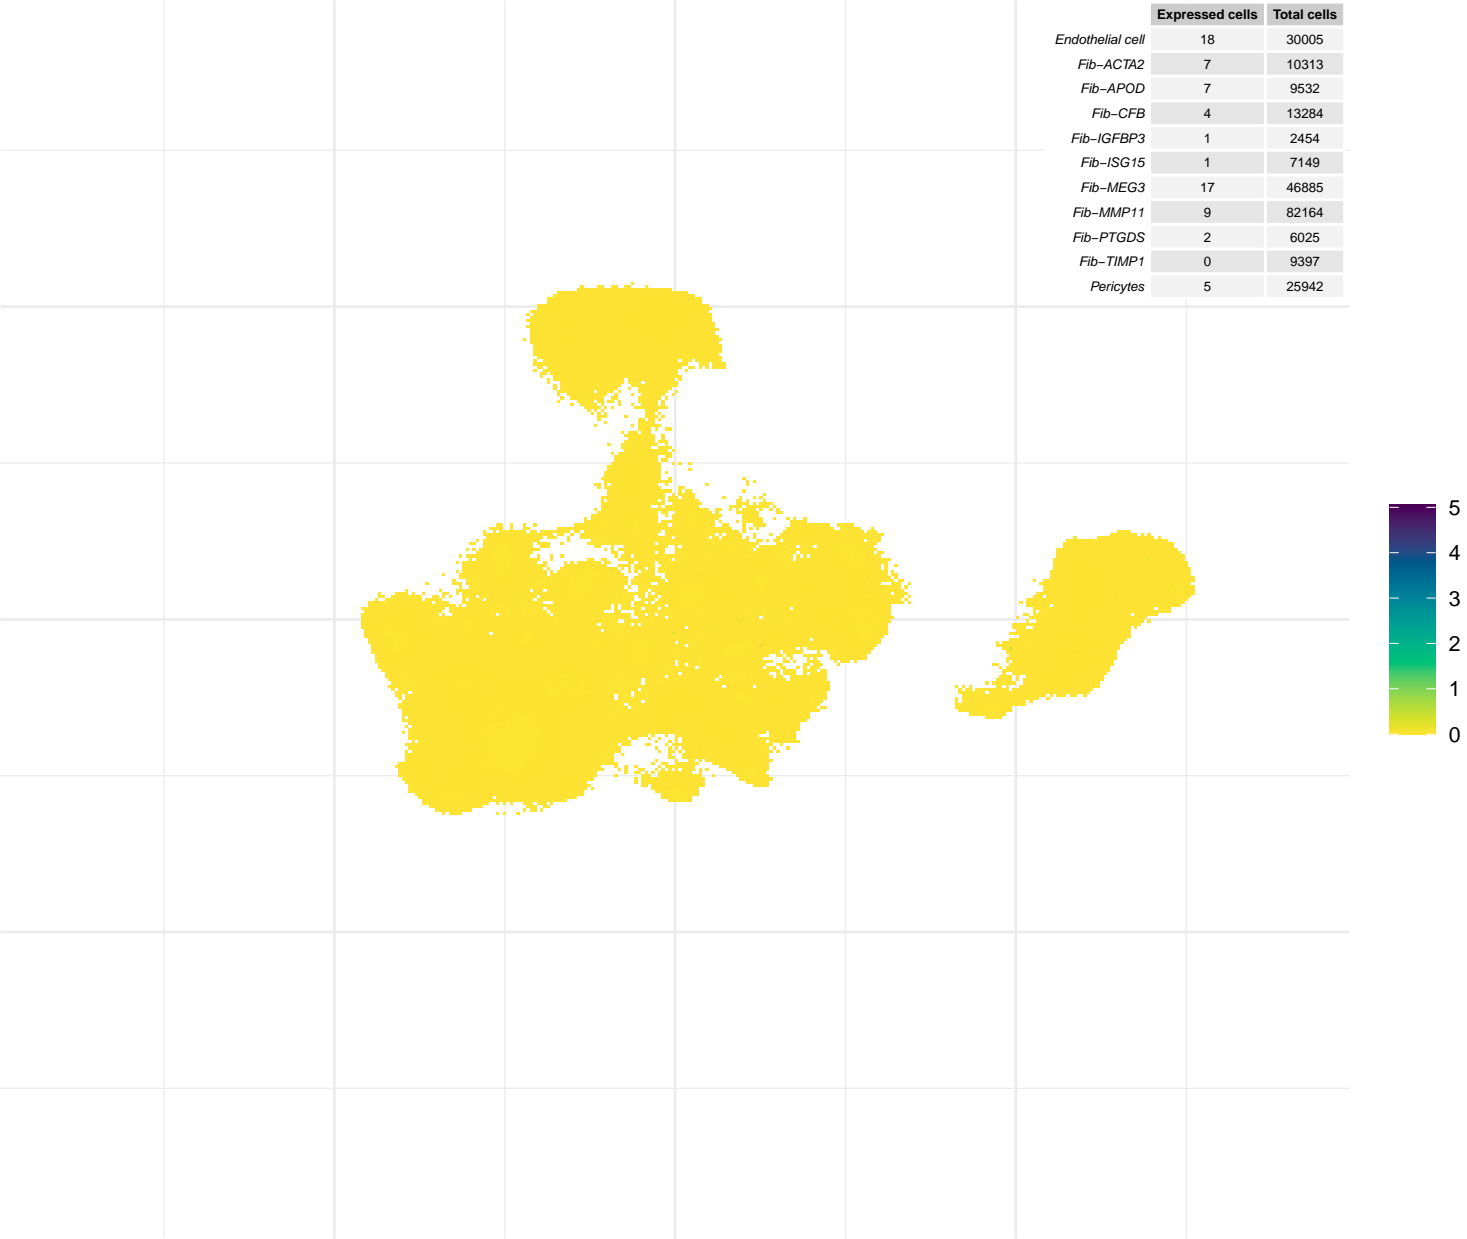 Expressed cells Total cells
Endothelial cell 18 30005
Fib−ACTA2 7 10313
Fib−APOD 7 9532
Fib−CFB 4 13284
Fib−IGFBP3 1 2454
Fib−ISG15 1 7149
Fib−MEG3 17 46885
Fib−MMP11 9 82164
Fib−PTGDS 2 6025
Fib−TIMP1 0 9397
Pericytes 5 25942
5
4
3
2
1
0